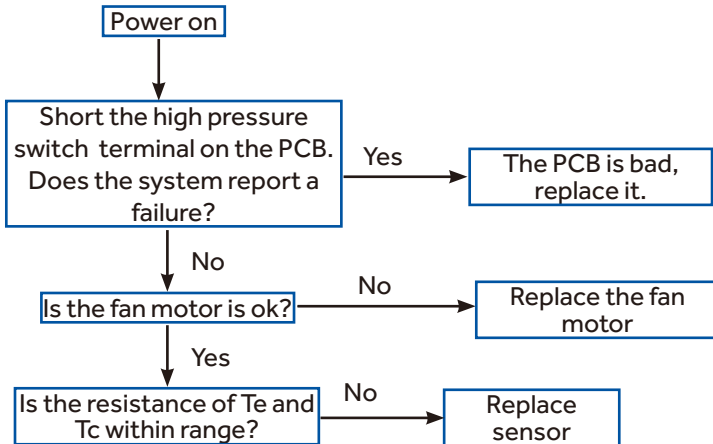 Power on
Short the high pressure
switch terminal on the PCB.
Does the system report a
failure?
Yes
The PCB is bad,
replace it.
No
Is the fan motor is ok?
No
Replace the fan
motor
Yes
Is the resistance of Te and
Tc within range?
No
Replace
sensor